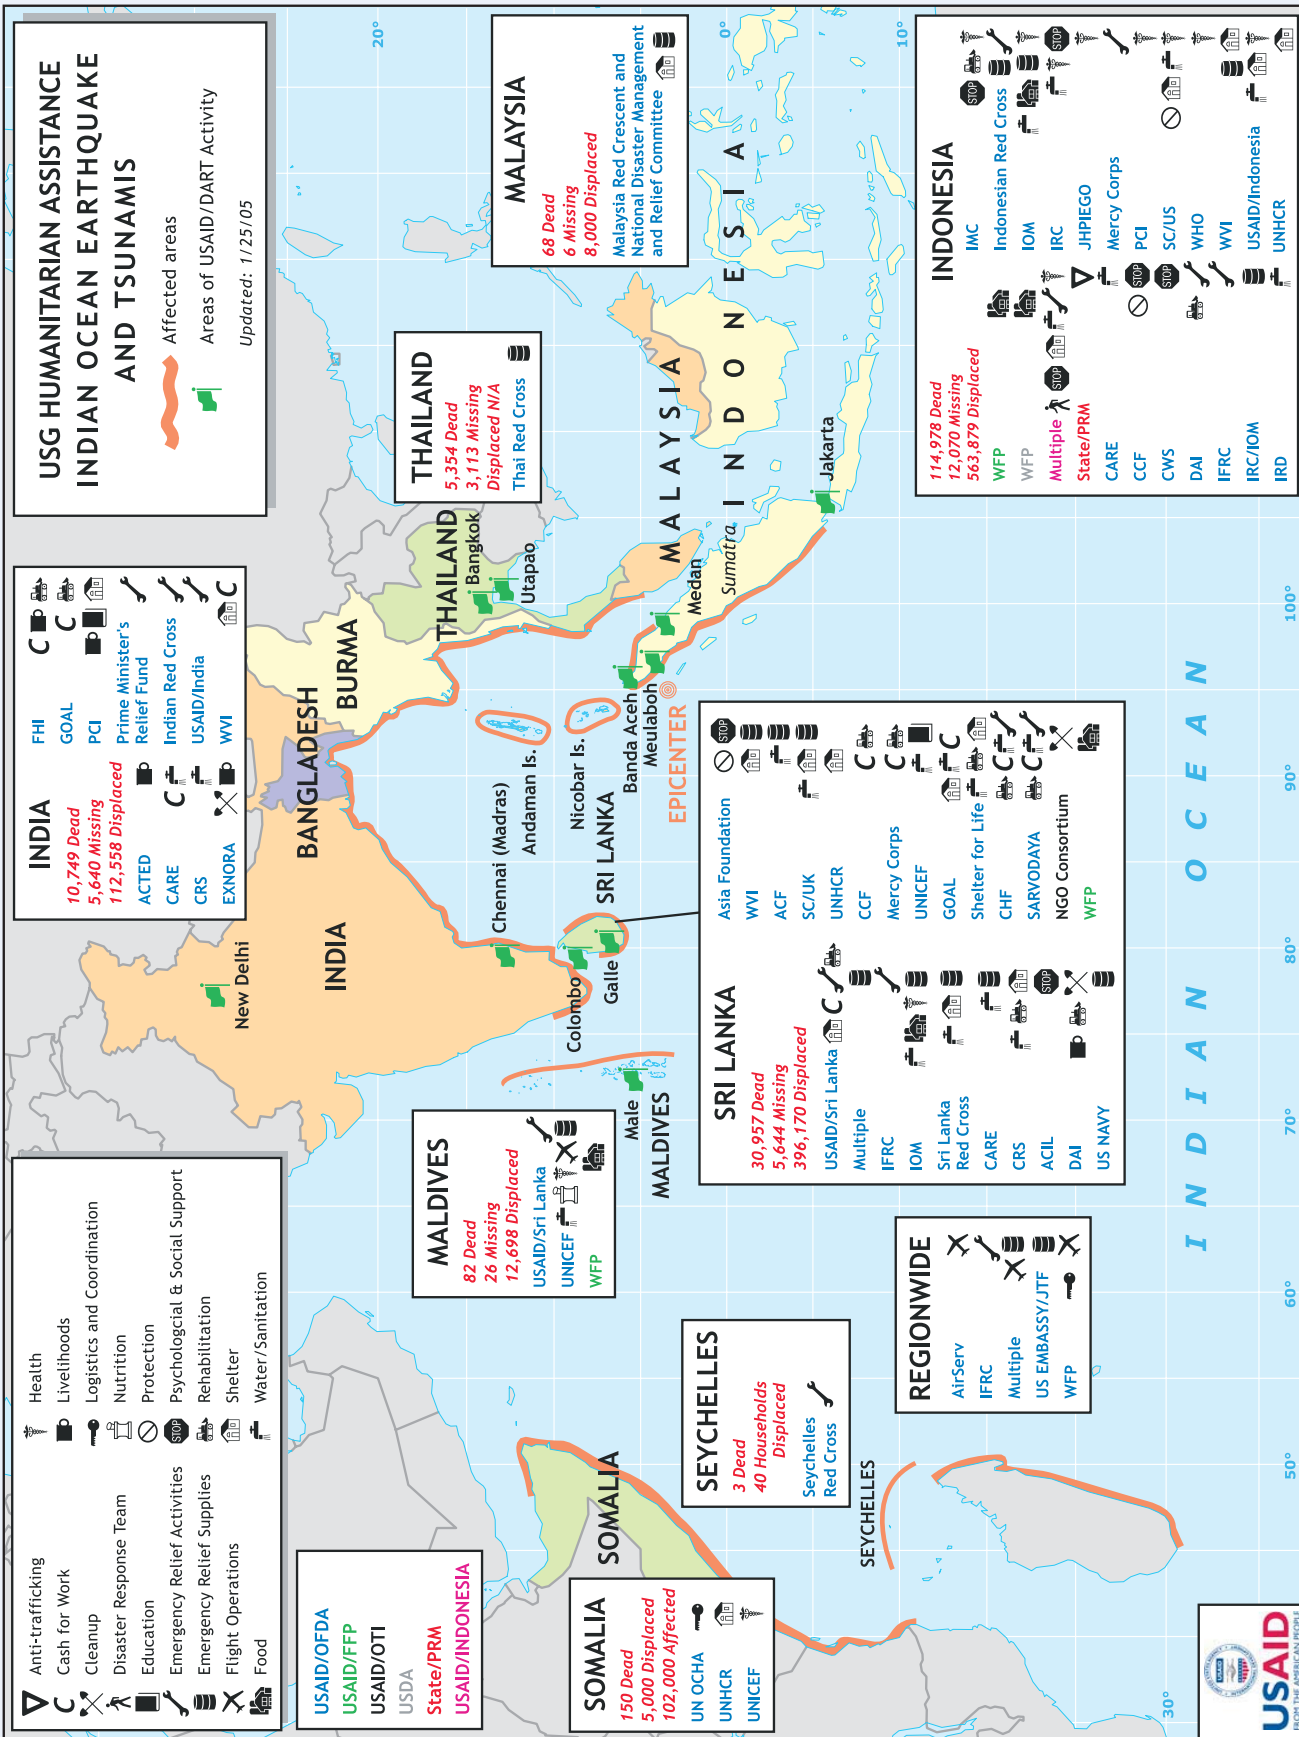 USG HUMANITARIAN ASSISTANCE
INDIAN OCEAN EARTHQUAKE
AND TSUNAMIS
Affected areas
Areas of USAID/DART Activity
Updated: 1/25/05
Anti-trafficking
Cash for Work
Cleanup
Disaster Response Team
Education
Emergency Relief Activities
Emergency Relief Supplies
Flight Operations
Food
Health
Livelihoods
Logistics and Coordination
Nutrition
Protection
Psychological & Social Support
Rehabilitation
Shelter
Water/Sanitation
USAID/OFDA
USAID/FFP
USAID/OTI
USDA
State/PRM
USAID/INDONESIA
INDIA
10,749 Dead
5,640 Missing
112,558 Displaced
ACTED
CARE
CRS
EXNORA
FHI
GOAL
PCI
Prime Minister's
Relief Fund
Indian Red Cross
USAID/India
WVI
MALAYSIA
68 Dead
6 Missing
8,000 Displaced
Malaysia Red Crescent and
National Disaster Management
and Relief Committee
THAILAND
5,354 Dead
3,113 Missing
Displaced N/A
Thai Red Cross
MALDIVES
82 Dead
26 Missing
12,698 Displaced
USAID/Sri Lanka
UNICEF
WFP
SOMALIA
150 Dead
5,000 Displaced
102,000 Affected
UN OCHA
UNHCR
UNICEF
SEYCHELLES
3 Dead
40 Households
Displaced
Seychelles
Red Cross
REGIONWIDE
AirServ
IFRC
Multiple
US EMBASSY/JTF
WFP
SRI LANKA
30,957 Dead
5,644 Missing
396,170 Displaced
USAID/Sri Lanka
Multiple
IFRC
IOM
Sri Lanka
Red Cross
CARE
CRS
ACIL
DAI
US NAVY
Asia Foundation
WVI
ACF
SC/UK
UNHCR
CCF
Mercy Corps
UNICEF
GOAL
Shelter for Life
CHF
SARVODAYA
NGO Consortium
WFP
INDONESIA
114,978 Dead
12,070 Missing
563,879 Displaced
WFP
WFP
Multiple
State/PRM
CARE
CCF
CWS
DAI
IFRC
IRC/IOM
IRD
IMC
Indonesian Red Cross
IOM
IRC
JHPIEGO
Mercy Corps
PCI
SC/US
WHO
WVI
USAID/Indonesia
UNHCR
New Delhi
INDIA
BANGLADESH
BURMA
THAILAND
Bangkok
Utapao
MALAYSIA
INDONESIA
Medan
Sumatra
Jakarta
Chennai (Madras)
Andaman Is.
Nicobar Is.
SRI LANKA
Banda Aceh
Meulaboh
EPICENTER
Colombo
Galle
Male
MALDIVES
SOMALIA
SEYCHELLES
INDIAN OCEAN
20°
0°
10°
30°
50°
60°
70°
80°
90°
100°
USAID
FROM THE AMERICAN PEOPLE